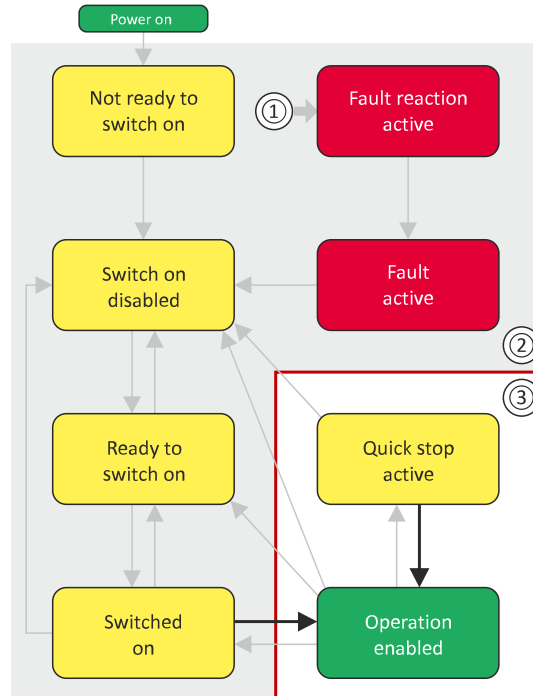 Power on
Not ready to
switch on
①
Fault reaction
active
Switch on
disabled
Fault
active
②
③
Ready to
switch on
Quick stop
active
Switched
on
Operation
enabled